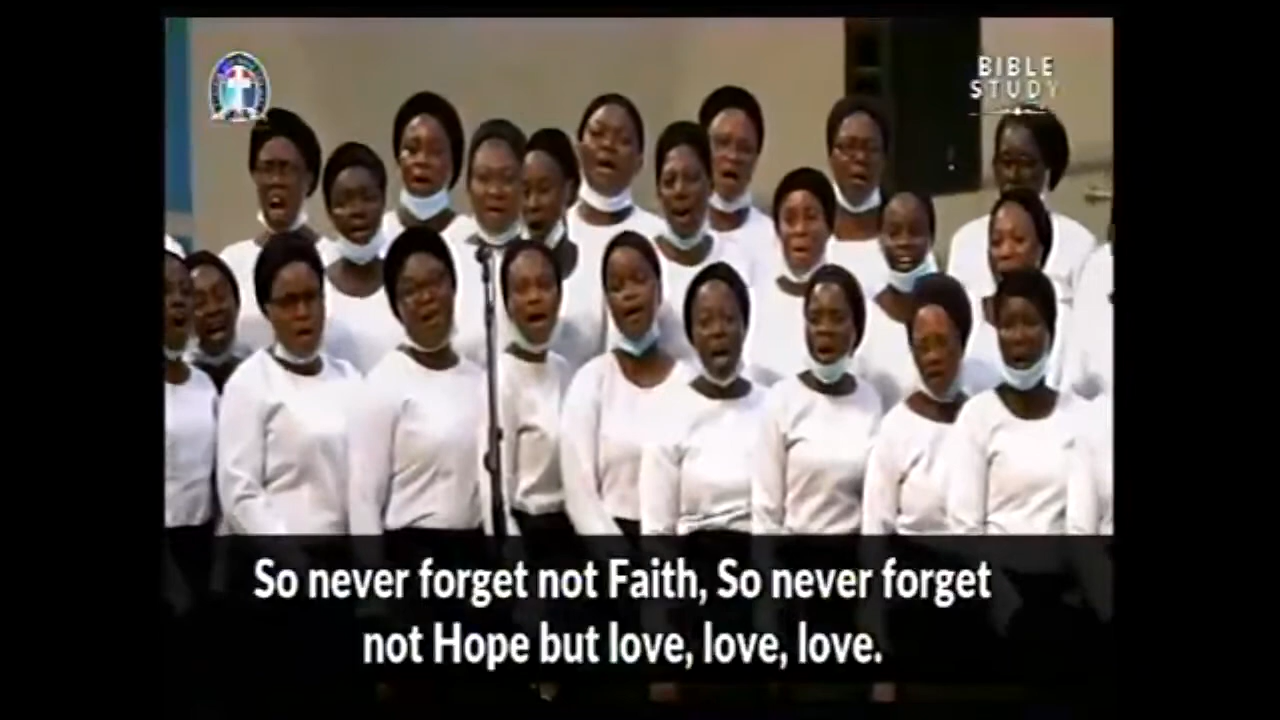 BIBLE
STUDY
So never forget not Faith, So never forget
not Hope but love, love, love.